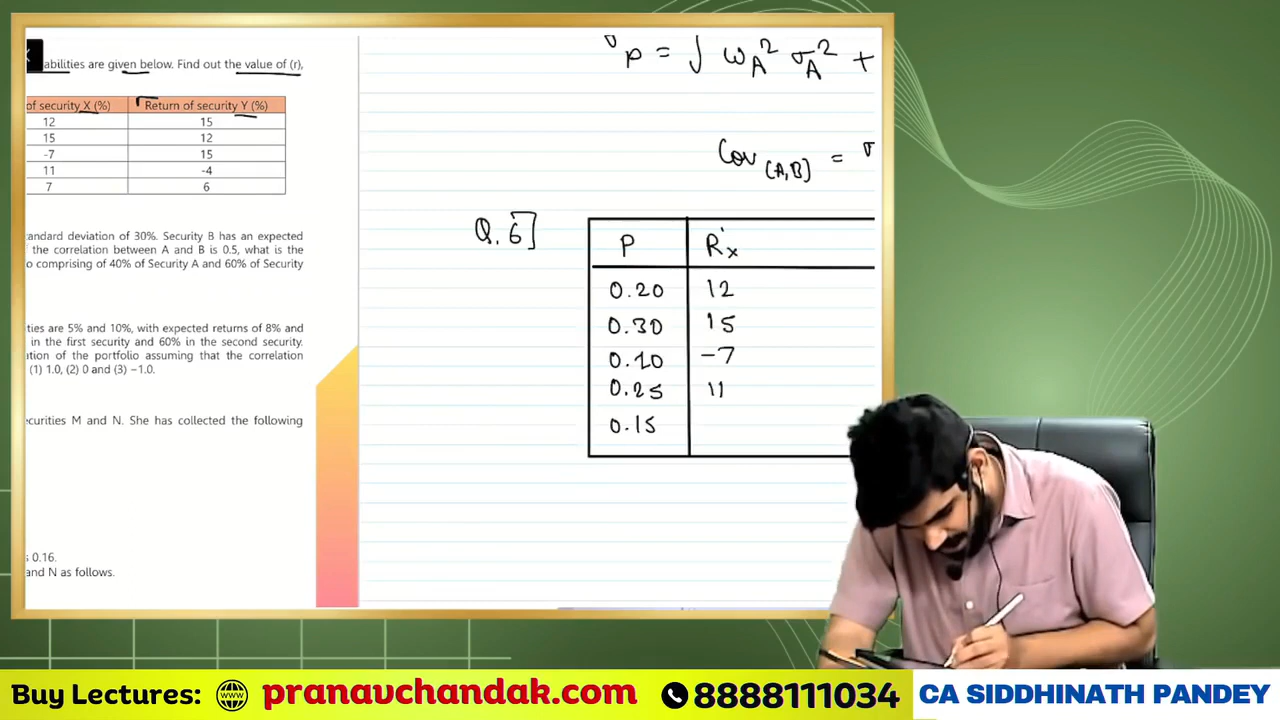 abilities are given below. Find out the value of (r),
of security X (%) Return of security Y (%)
12 15
15 12
-7 15
11 -4
7 6
andard deviation of 30%. Security B has an expected
the correlation between A and B is 0.5, what is the
o comprising of 40% of Security A and 60% of Security
ties are 5% and 10%, with expected returns of 8% and
in the first security and 60% in the second security.
ation of the portfolio assuming that the correlation
(1) 1.0, (2) 0 and (3) −1.0.
ecurities M and N. She has collected the following
s 0.16.
and N as follows.
σp = ∫ ωA² σA² +
Cov(A,B) = σ
Q.6]
P Rx
0.20 12
0.30 15
0.10 -7
0.25 11
0.15
Buy Lectures: pranavchandak.com 8888111034 CA SIDDHINATH PANDEY